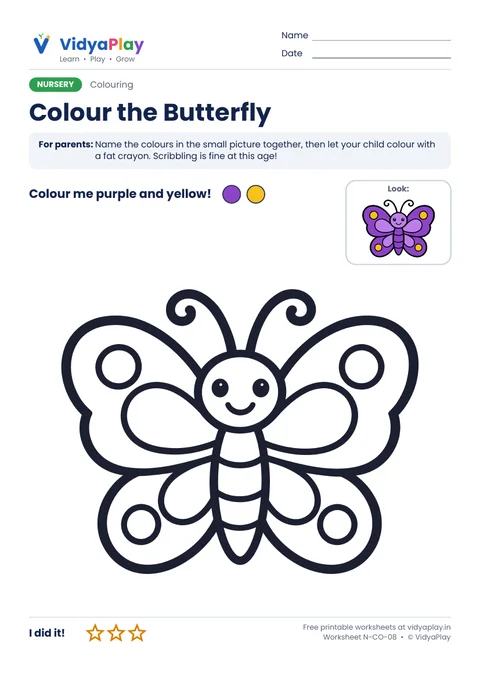 VidyaPlay
Learn • Play • Grow
Name
Date
NURSERY Colouring
Colour the Butterfly
For parents: Name the colours in the small picture together, then let your child colour with
a fat crayon. Scribbling is fine at this age!
Colour me purple and yellow!
Look:
I did it!
Free printable worksheets at vidyaplay.in
Worksheet N-CO-08 • © VidyaPlay